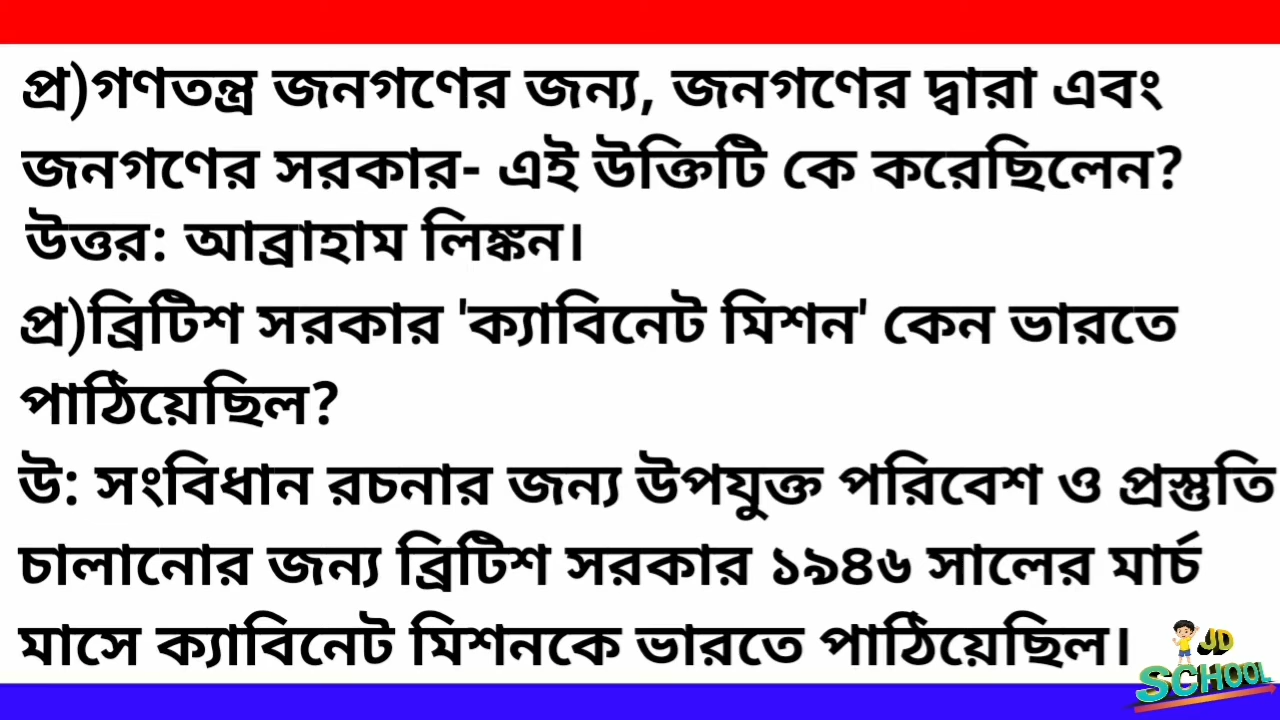 প্র)গণতন্ত্র জনগণের জন্য, জনগণের দ্বারা এবং
জনগণের সরকার- এই উক্তিটি কে করেছিলেন?
উত্তর: আব্রাহাম লিঙ্কন।
প্র)ব্রিটিশ সরকার 'ক্যাবিনেট মিশন' কেন ভারতে
পাঠিয়েছিল?
উ: সংবিধান রচনার জন্য উপযুক্ত পরিবেশ ও প্রস্তুতি
চালানোর জন্য ব্রিটিশ সরকার ১৯৪৬ সালের মার্চ
মাসে ক্যাবিনেট মিশনকে ভারতে পাঠিয়েছিল।
JD
SCHOOL